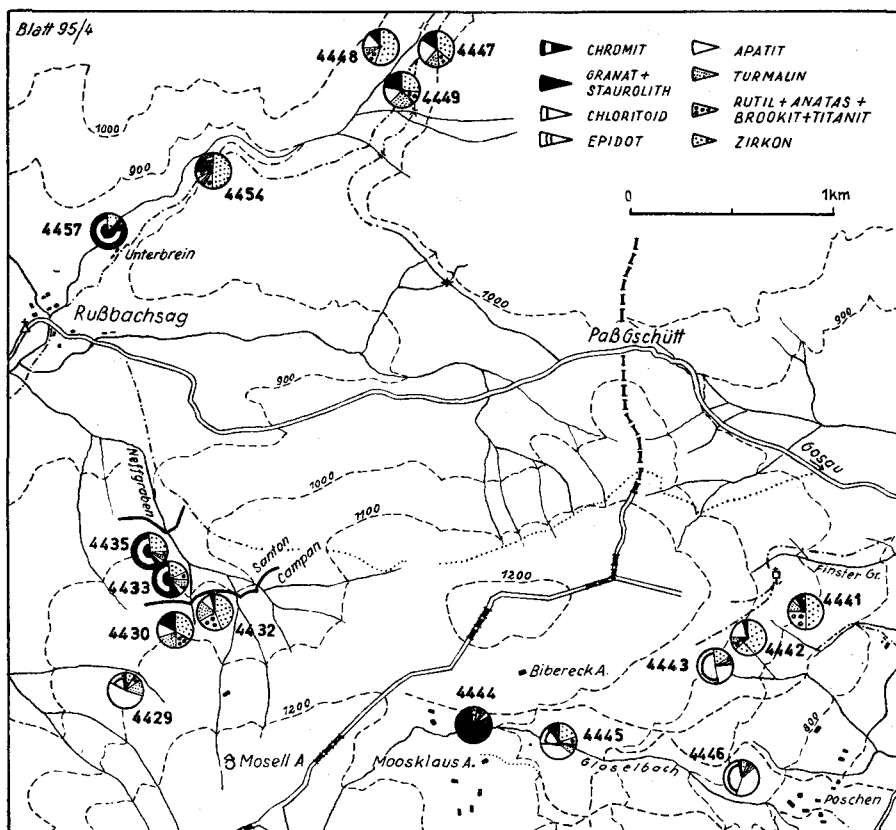 Blatt 95/4
CHROMIT
GRANAT +
STAUROLITH
CHLORITOID
EPIDOT
APATIT
TURMALIN
RUTIL + ANATAS +
BROOKIT + TITANIT
ZIRKON
0 1km
4448
4447
4449
1000
900
4454
4457
Unterbrein
Rußbachsag
1000
Paß Gschütt
900
900
Gosau
Neffgraben
1000
1100
4435
Santon
Campan
4433
1200
Finster Gr.
4441
4430
4432
4442
4443
Bibereck A.
4429
1200
4444
800
4445
Mosell A
Moosklaus A.
Gloselbach
4446
Poschen